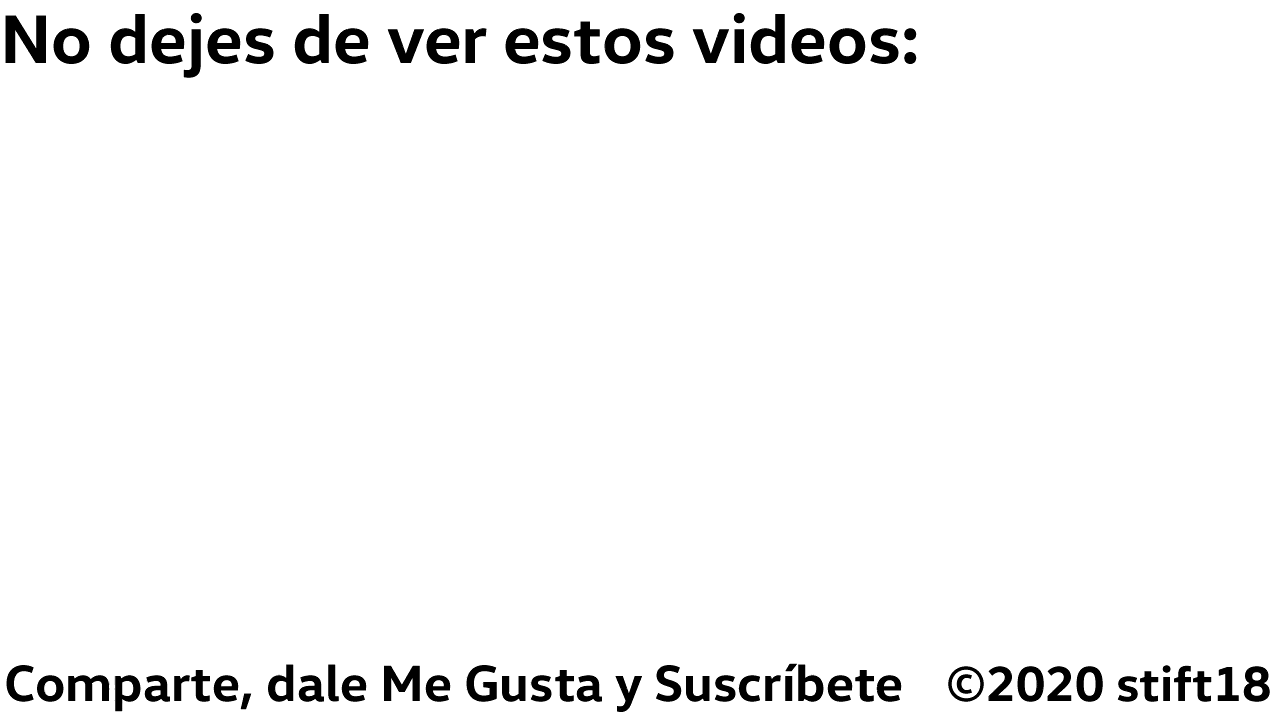 No dejes de ver estos videos:
Comparte, dale Me Gusta y Suscríbete ©2020 stift18